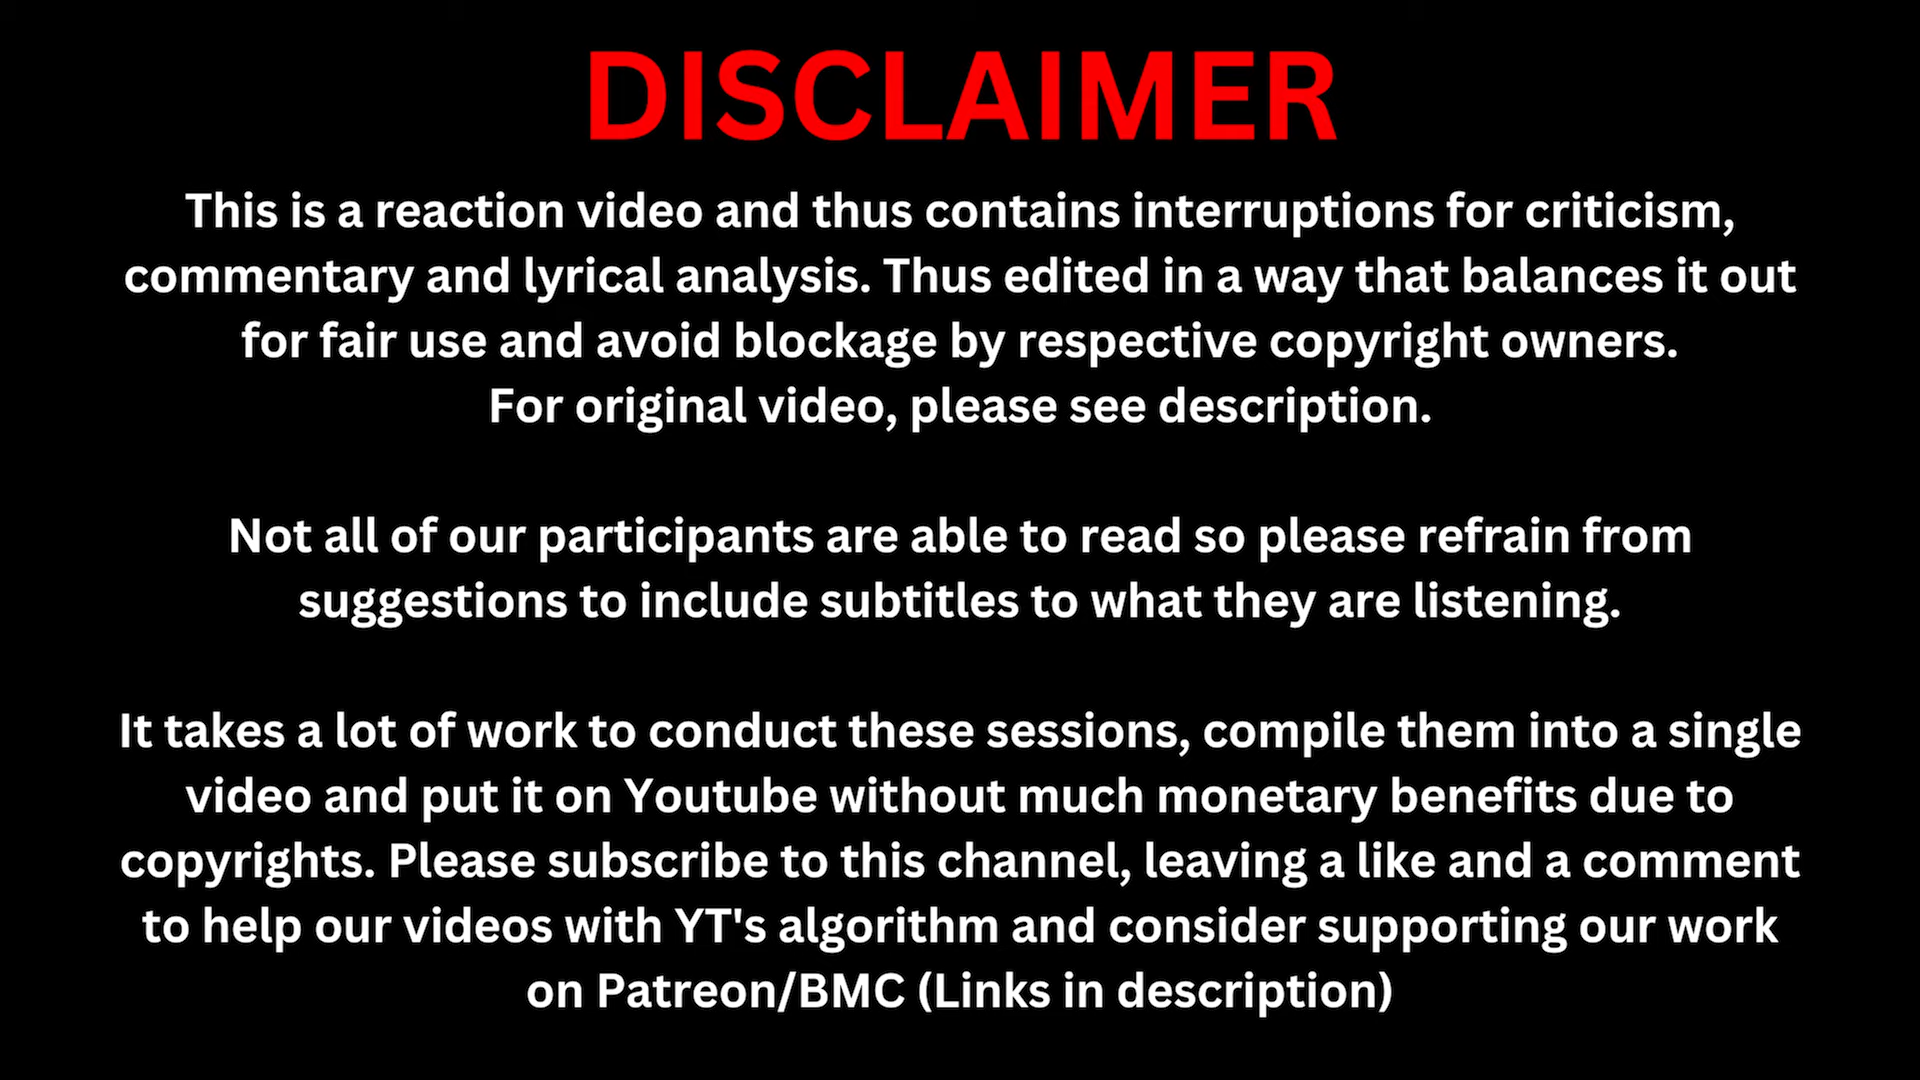 DISCLAIMER
This is a reaction video and thus contains interruptions for criticism,
commentary and lyrical analysis. Thus edited in a way that balances it out
for fair use and avoid blockage by respective copyright owners.
For original video, please see description.
Not all of our participants are able to read so please refrain from
suggestions to include subtitles to what they are listening.
It takes a lot of work to conduct these sessions, compile them into a single
video and put it on Youtube without much monetary benefits due to
copyrights. Please subscribe to this channel, leaving a like and a comment
to help our videos with YT's algorithm and consider supporting our work
on Patreon/BMC (Links in description)